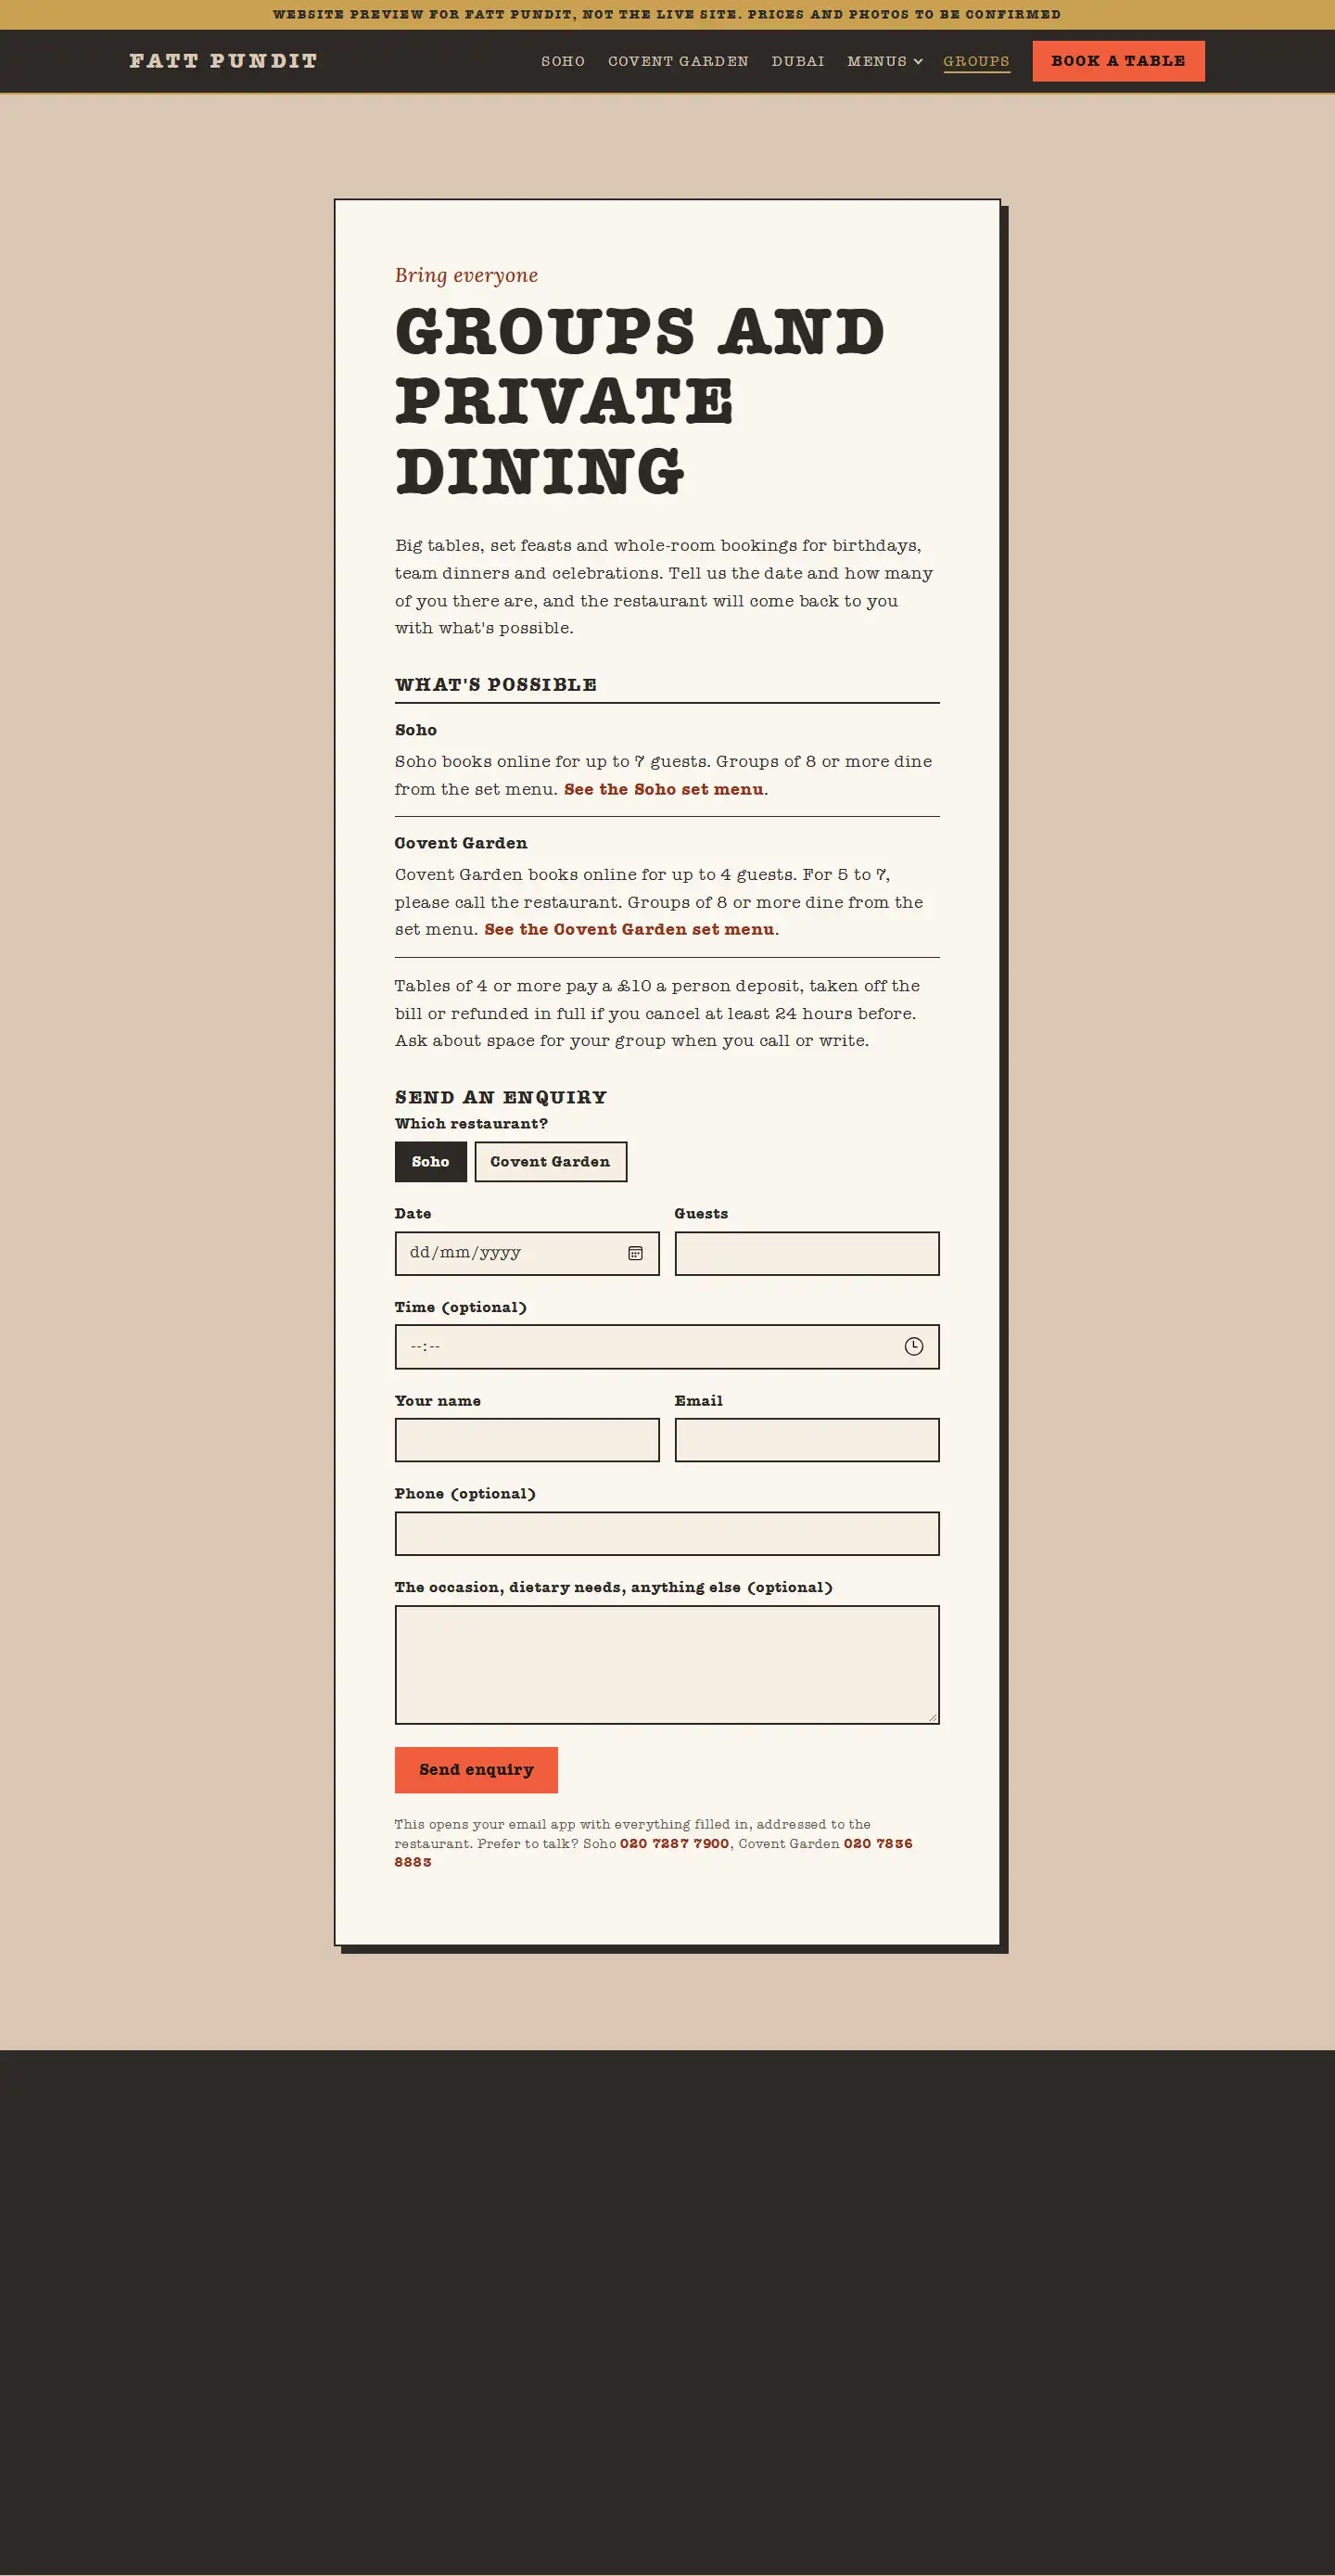 WEBSITE PREVIEW FOR FATT PUNDIT, NOT THE LIVE SITE. PRICES AND PHOTOS TO BE CONFIRMED
FATT PUNDIT
SOHO
COVENT GARDEN
DUBAI
MENUS
GROUPS
BOOK A TABLE
Bring everyone
GROUPS AND
PRIVATE
DINING
Big tables, set feasts and whole-room bookings for birthdays,
team dinners and celebrations. Tell us the date and how many
of you there are, and the restaurant will come back to you
with what's possible.
WHAT'S POSSIBLE
Soho
Soho books online for up to 7 guests. Groups of 8 or more dine
from the set menu. See the Soho set menu.
Covent Garden
Covent Garden books online for up to 4 guests. For 5 to 7,
please call the restaurant. Groups of 8 or more dine from the
set menu. See the Covent Garden set menu.
Tables of 4 or more pay a £10 a person deposit, taken off the
bill or refunded in full if you cancel at least 24 hours before.
Ask about space for your group when you call or write.
SEND AN ENQUIRY
Which restaurant?
Soho
Covent Garden
Date
Guests
dd/mm/yyyy
Time (optional)
--:--
Your name
Email
Phone (optional)
The occasion, dietary needs, anything else (optional)
Send enquiry
This opens your email app with everything filled in, addressed to the
restaurant. Prefer to talk? Soho 020 7287 7900, Covent Garden 020 7836
8883